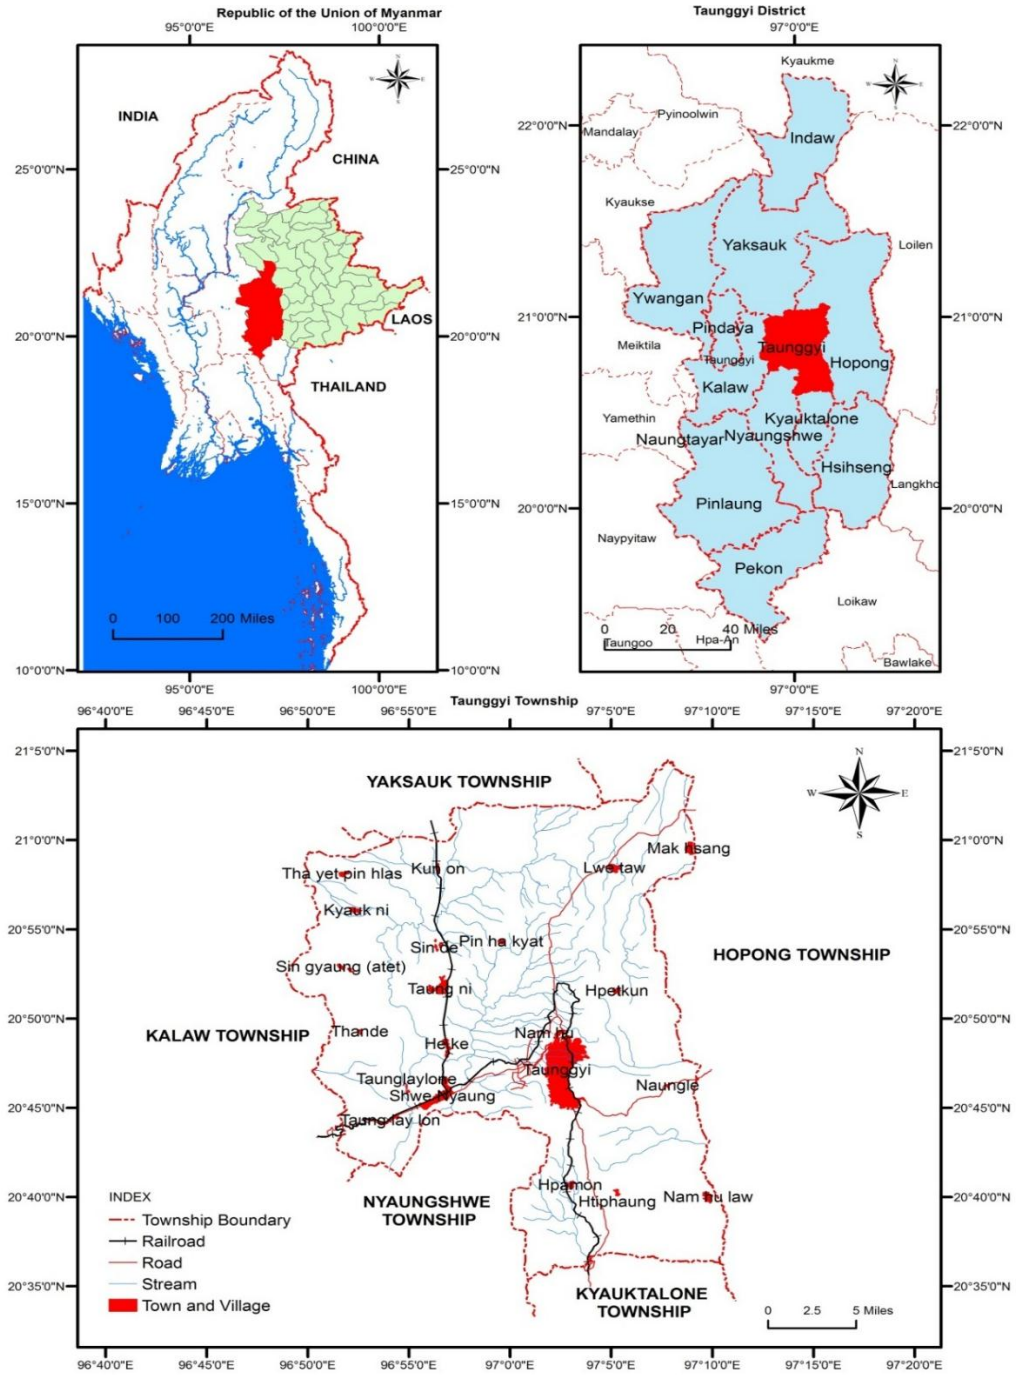 Republic of the Union of Myanmar
95°0'0"E 100°0'0"E
N
W E
S
INDIA
CHINA
25°0'0"N 25°0'0"N
LAOS
20°0'0"N 20°0'0"N
THAILAND
15°0'0"N 15°0'0"N
0 100 200 Miles
10°0'0"N 10°0'0"N
95°0'0"E 100°0'0"E
Taunggyi District
97°0'0"E
Kyaukme
N
W E
S
Pyinoolwin
22°0'0"N 22°0'0"N
Mandalay
Indaw
Kyaukse
Yaksauk
Loilen
Ywangan
21°0'0"N 21°0'0"N
Pindaya
Meiktila
Taunggyi
Taunggyi
Hopong
Kalaw
Yamethin
Kyauktalone
Naungtayar
Nyaungshwe
Hsihseng
Langkho
Pinlaung
20°0'0"N 20°0'0"N
Naypyitaw
Pekon
Loikaw
0 20 40 Miles
Taungoo
Hpa-An
Bawlake
97°0'0"E
Taunggyi Township
96°40'0"E 96°45'0"E 96°50'0"E 96°55'0"E 97°0'0"E 97°5'0"E 97°10'0"E 97°15'0"E 97°20'0"E
21°5'0"N 21°5'0"N
N
W E
S
YAKSAUK TOWNSHIP
21°0'0"N 21°0'0"N
Mak hsang
Tha yet pin hlas
Kun on
Lwe taw
Kyauk ni
20°55'0"N 20°55'0"N
Sin de
Pin ha kyat
HOPONG TOWNSHIP
Sin gyaung (atet)
Taung ni
Hpetkun
20°50'0"N 20°50'0"N
KALAW TOWNSHIP
Thande
Nam hu
He ke
Taunggyi
Taunglaylone
Naungle
Shwe Nyaung
20°45'0"N 20°45'0"N
Taung lay lon
Hpamon
20°40'0"N 20°40'0"N
NYAUNGSHWE
TOWNSHIP
Htiphaung
Nam hu law
INDEX
Township Boundary
Railroad
Road
Stream
Town and Village
20°35'0"N 20°35'0"N
KYAUKTALONE
TOWNSHIP
0 2.5 5 Miles
96°40'0"E 96°45'0"E 96°50'0"E 96°55'0"E 97°0'0"E 97°5'0"E 97°10'0"E 97°15'0"E 97°20'0"E